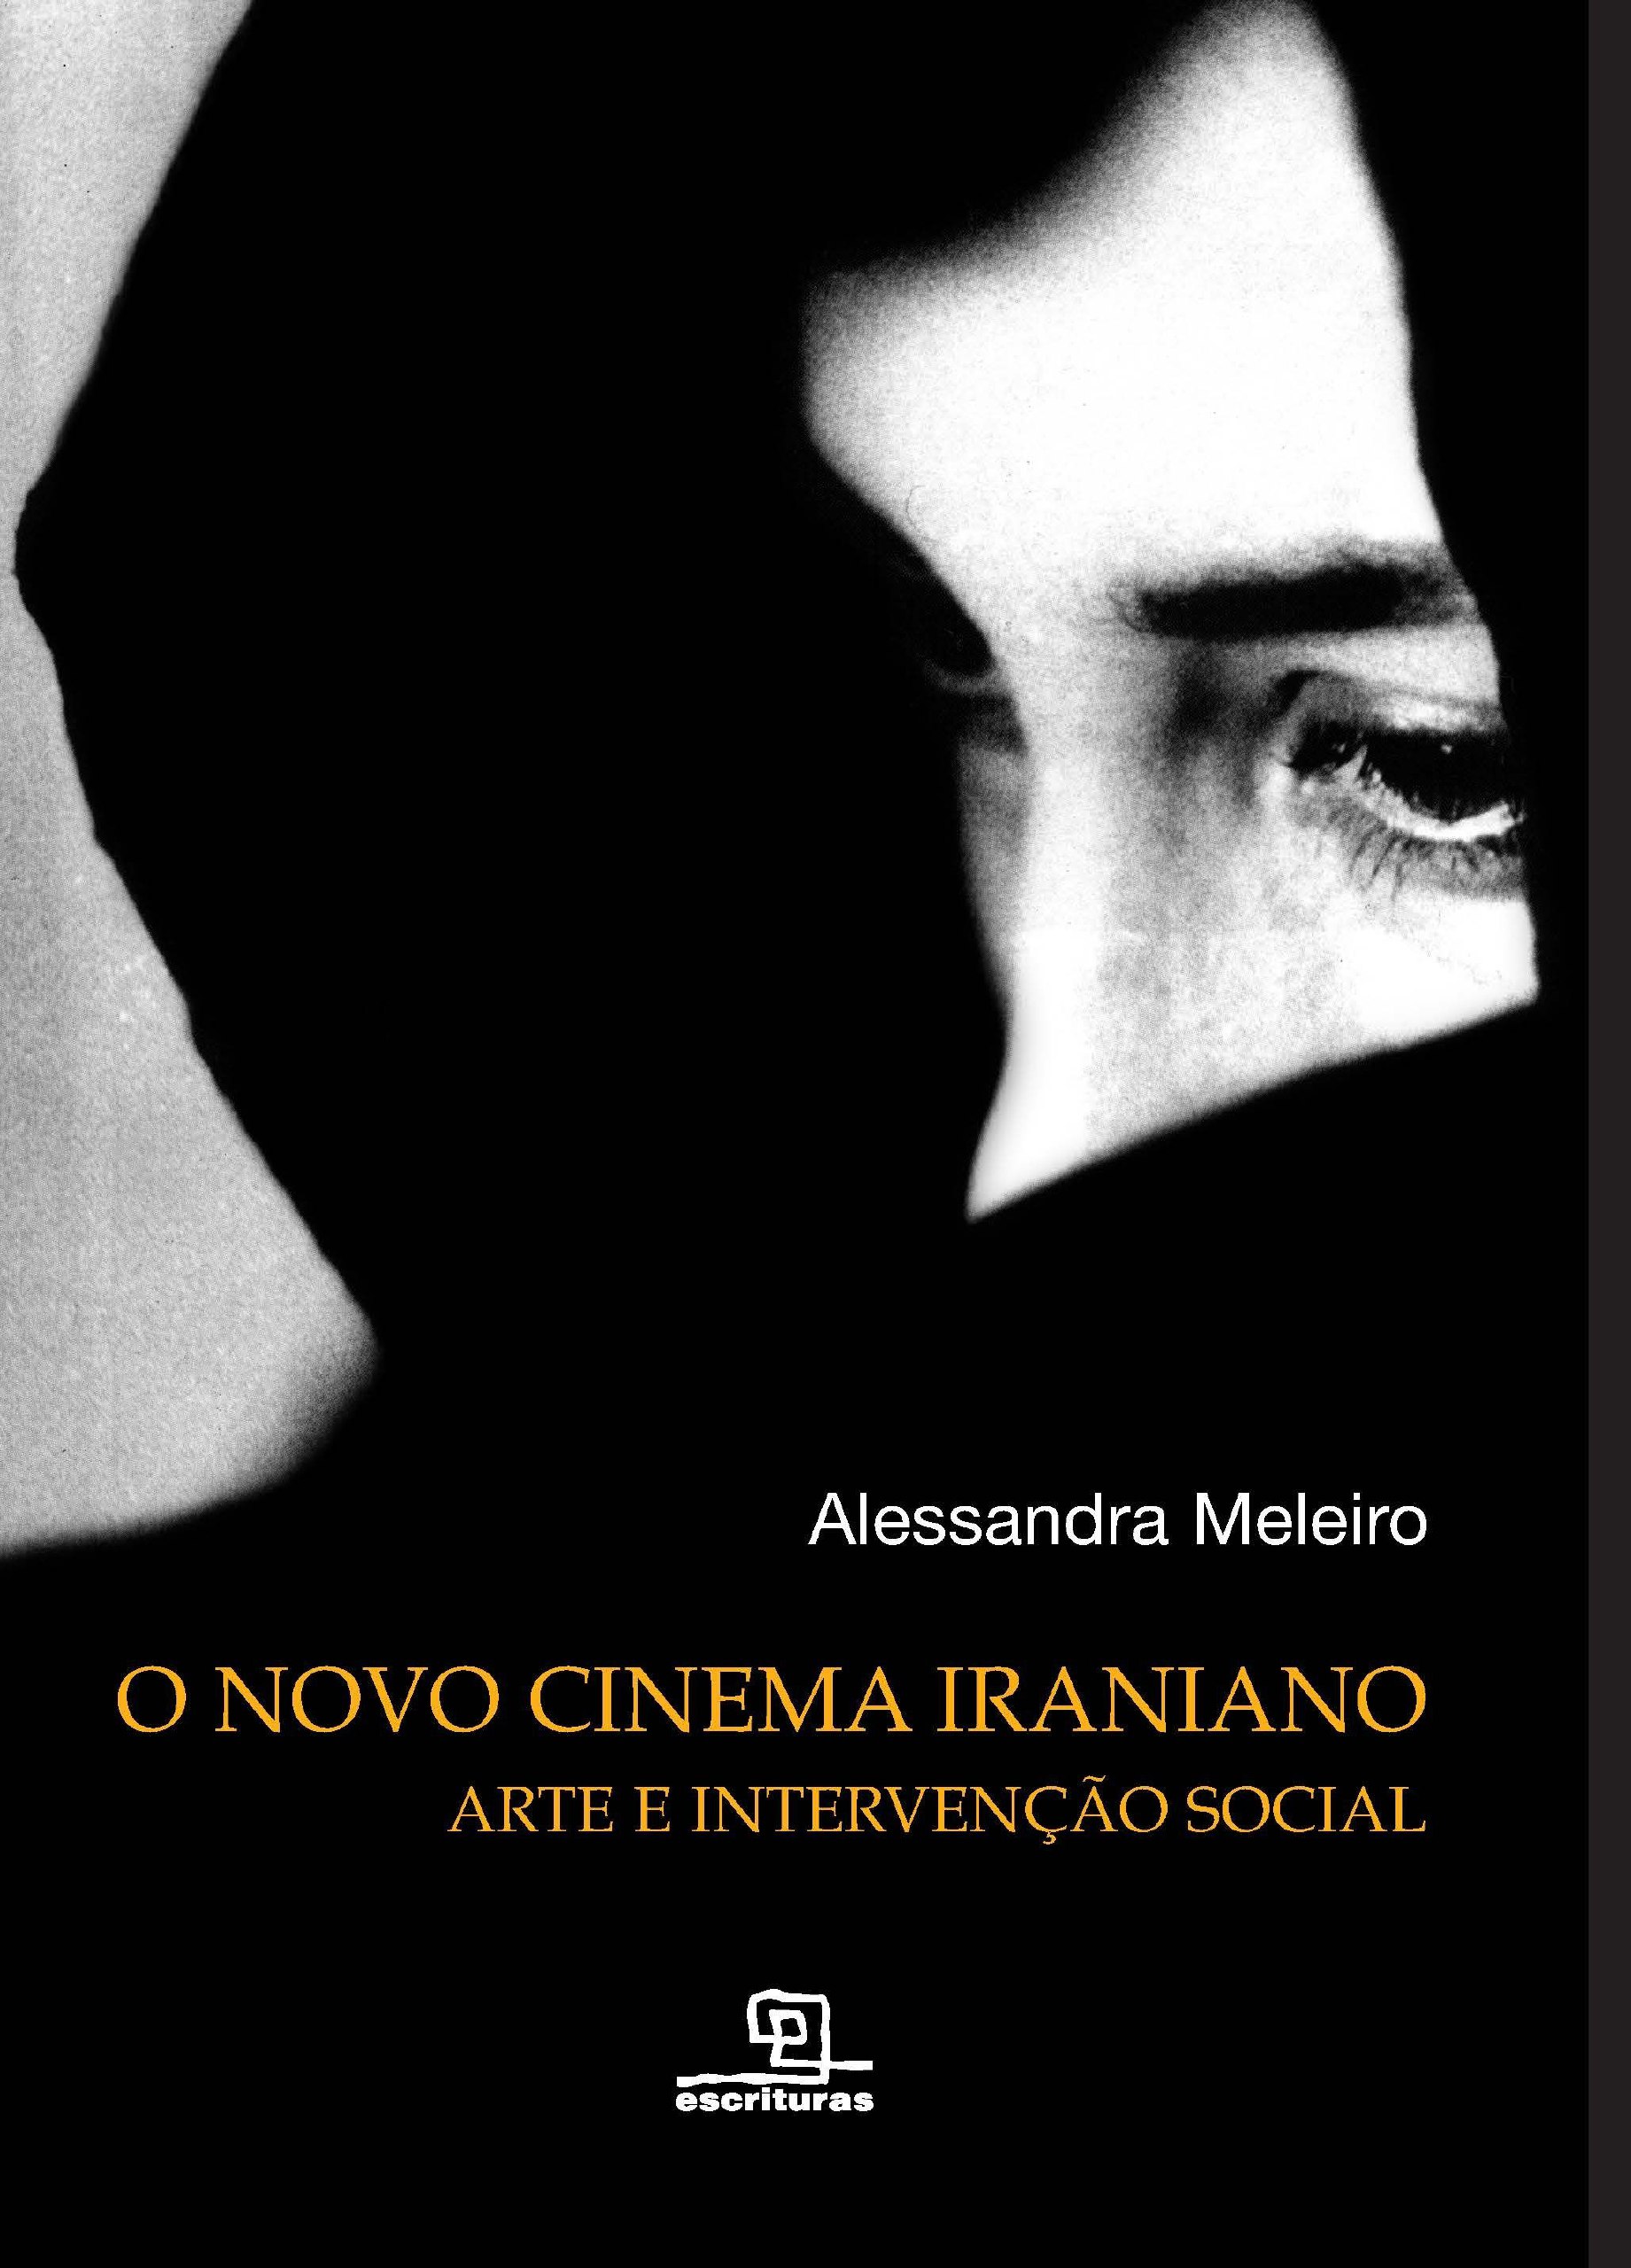 Alessandra Meleiro
O NOVO CINEMA IRANIANO
ARTE E INTERVENÇÃO SOCIAL
escrituras